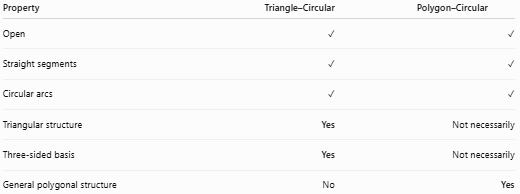 Property Triangle–Circular Polygon–Circular
Open ✓ ✓
Straight segments ✓ ✓
Circular arcs ✓ ✓
Triangular structure Yes Not necessarily
Three-sided basis Yes Not necessarily
General polygonal structure No Yes